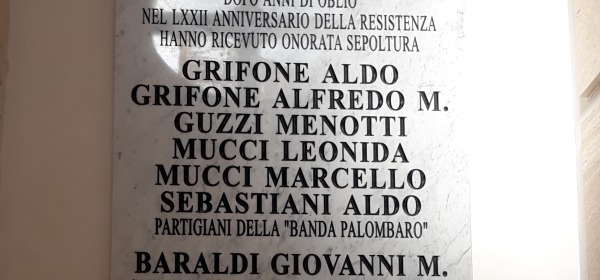 DOPO ANNI DI OBLIO
NEL LXXII ANNIVERSARIO DELLA RESISTENZA
HANNO RICEVUTO ONORATA SEPOLTURA
GRIFONE ALDO
GRIFONE ALFREDO M.
GUZZI MENOTTI
MUCCI LEONIDA
MUCCI MARCELLO
SEBASTIANI ALDO
PARTIGIANI DELLA "BANDA PALOMBARO"
BARALDI GIOVANNI M.